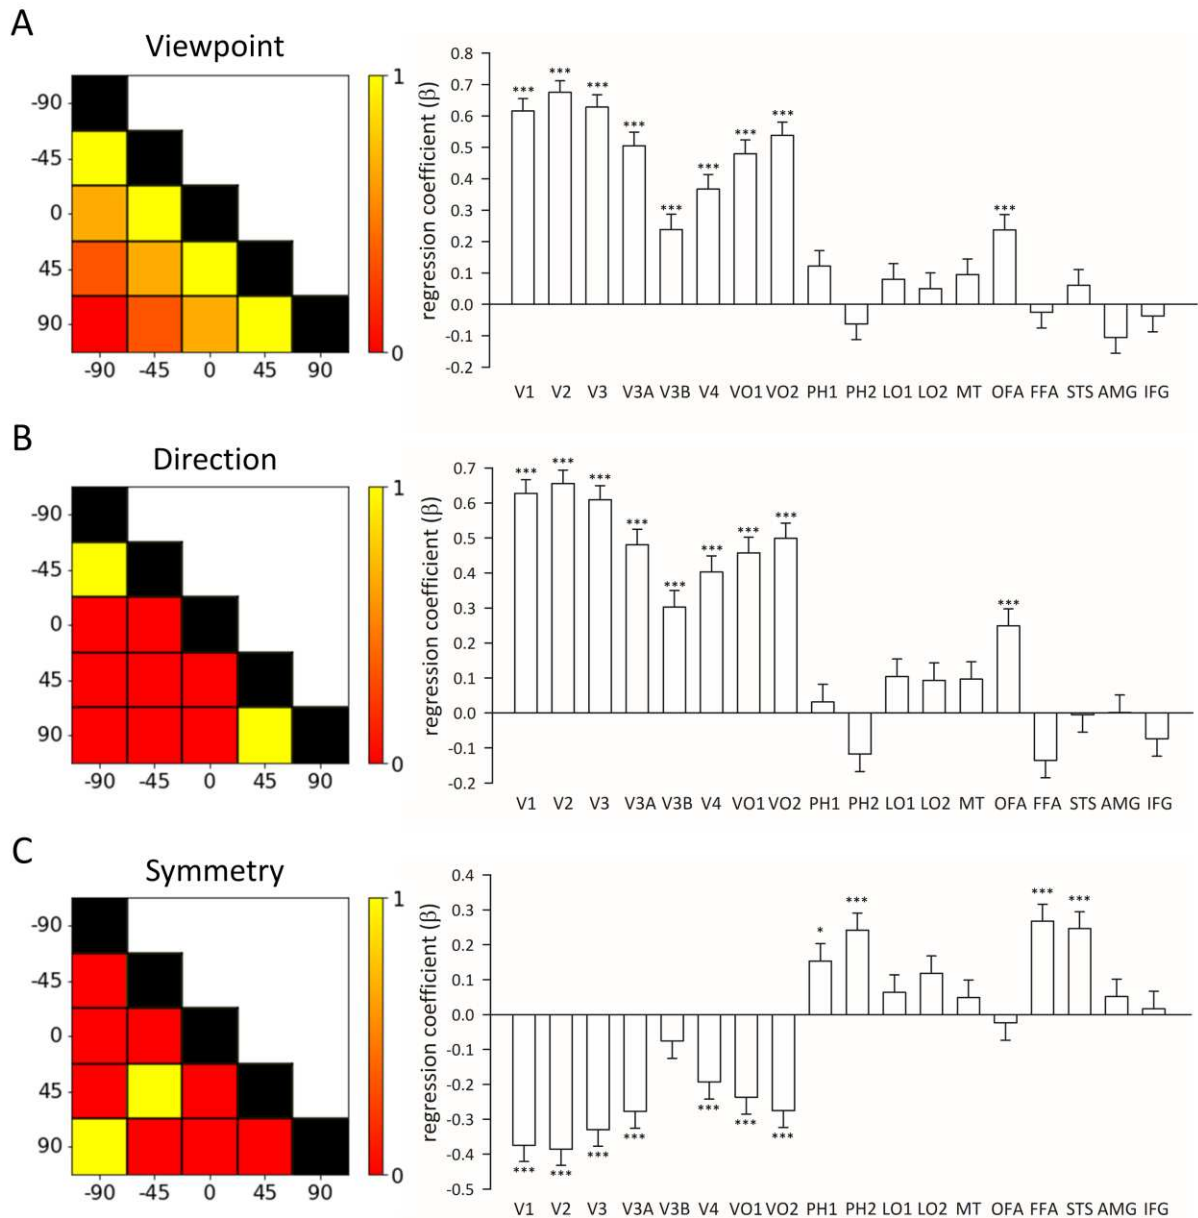 A
Viewpoint
-90
-45
0
45
90
-90 -45 0 45 90
1
0
regression coefficient (β)
0.8
0.7
0.6
0.5
0.4
0.3
0.2
0.1
0.0
-0.1
-0.2
*** *** *** *** *** *** *** *** ***
V1 V2 V3 V3A V3B V4 VO1 VO2 PH1 PH2 LO1 LO2 MT OFA FFA STS AMG IFG
B
Direction
-90
-45
0
45
90
-90 -45 0 45 90
1
0
regression coefficient (β)
0.7
0.6
0.5
0.4
0.3
0.2
0.1
0.0
-0.1
-0.2
*** *** *** *** *** *** *** *** ***
V1 V2 V3 V3A V3B V4 VO1 VO2 PH1 PH2 LO1 LO2 MT OFA FFA STS AMG IFG
C
Symmetry
-90
-45
0
45
90
-90 -45 0 45 90
1
0
regression coefficient (β)
0.4
0.3
0.2
0.1
0.0
-0.1
-0.2
-0.3
-0.4
-0.5
*** *** *** *** *** *** *** * *** *** ***
V1 V2 V3 V3A V3B V4 VO1 VO2 PH1 PH2 LO1 LO2 MT OFA FFA STS AMG IFG